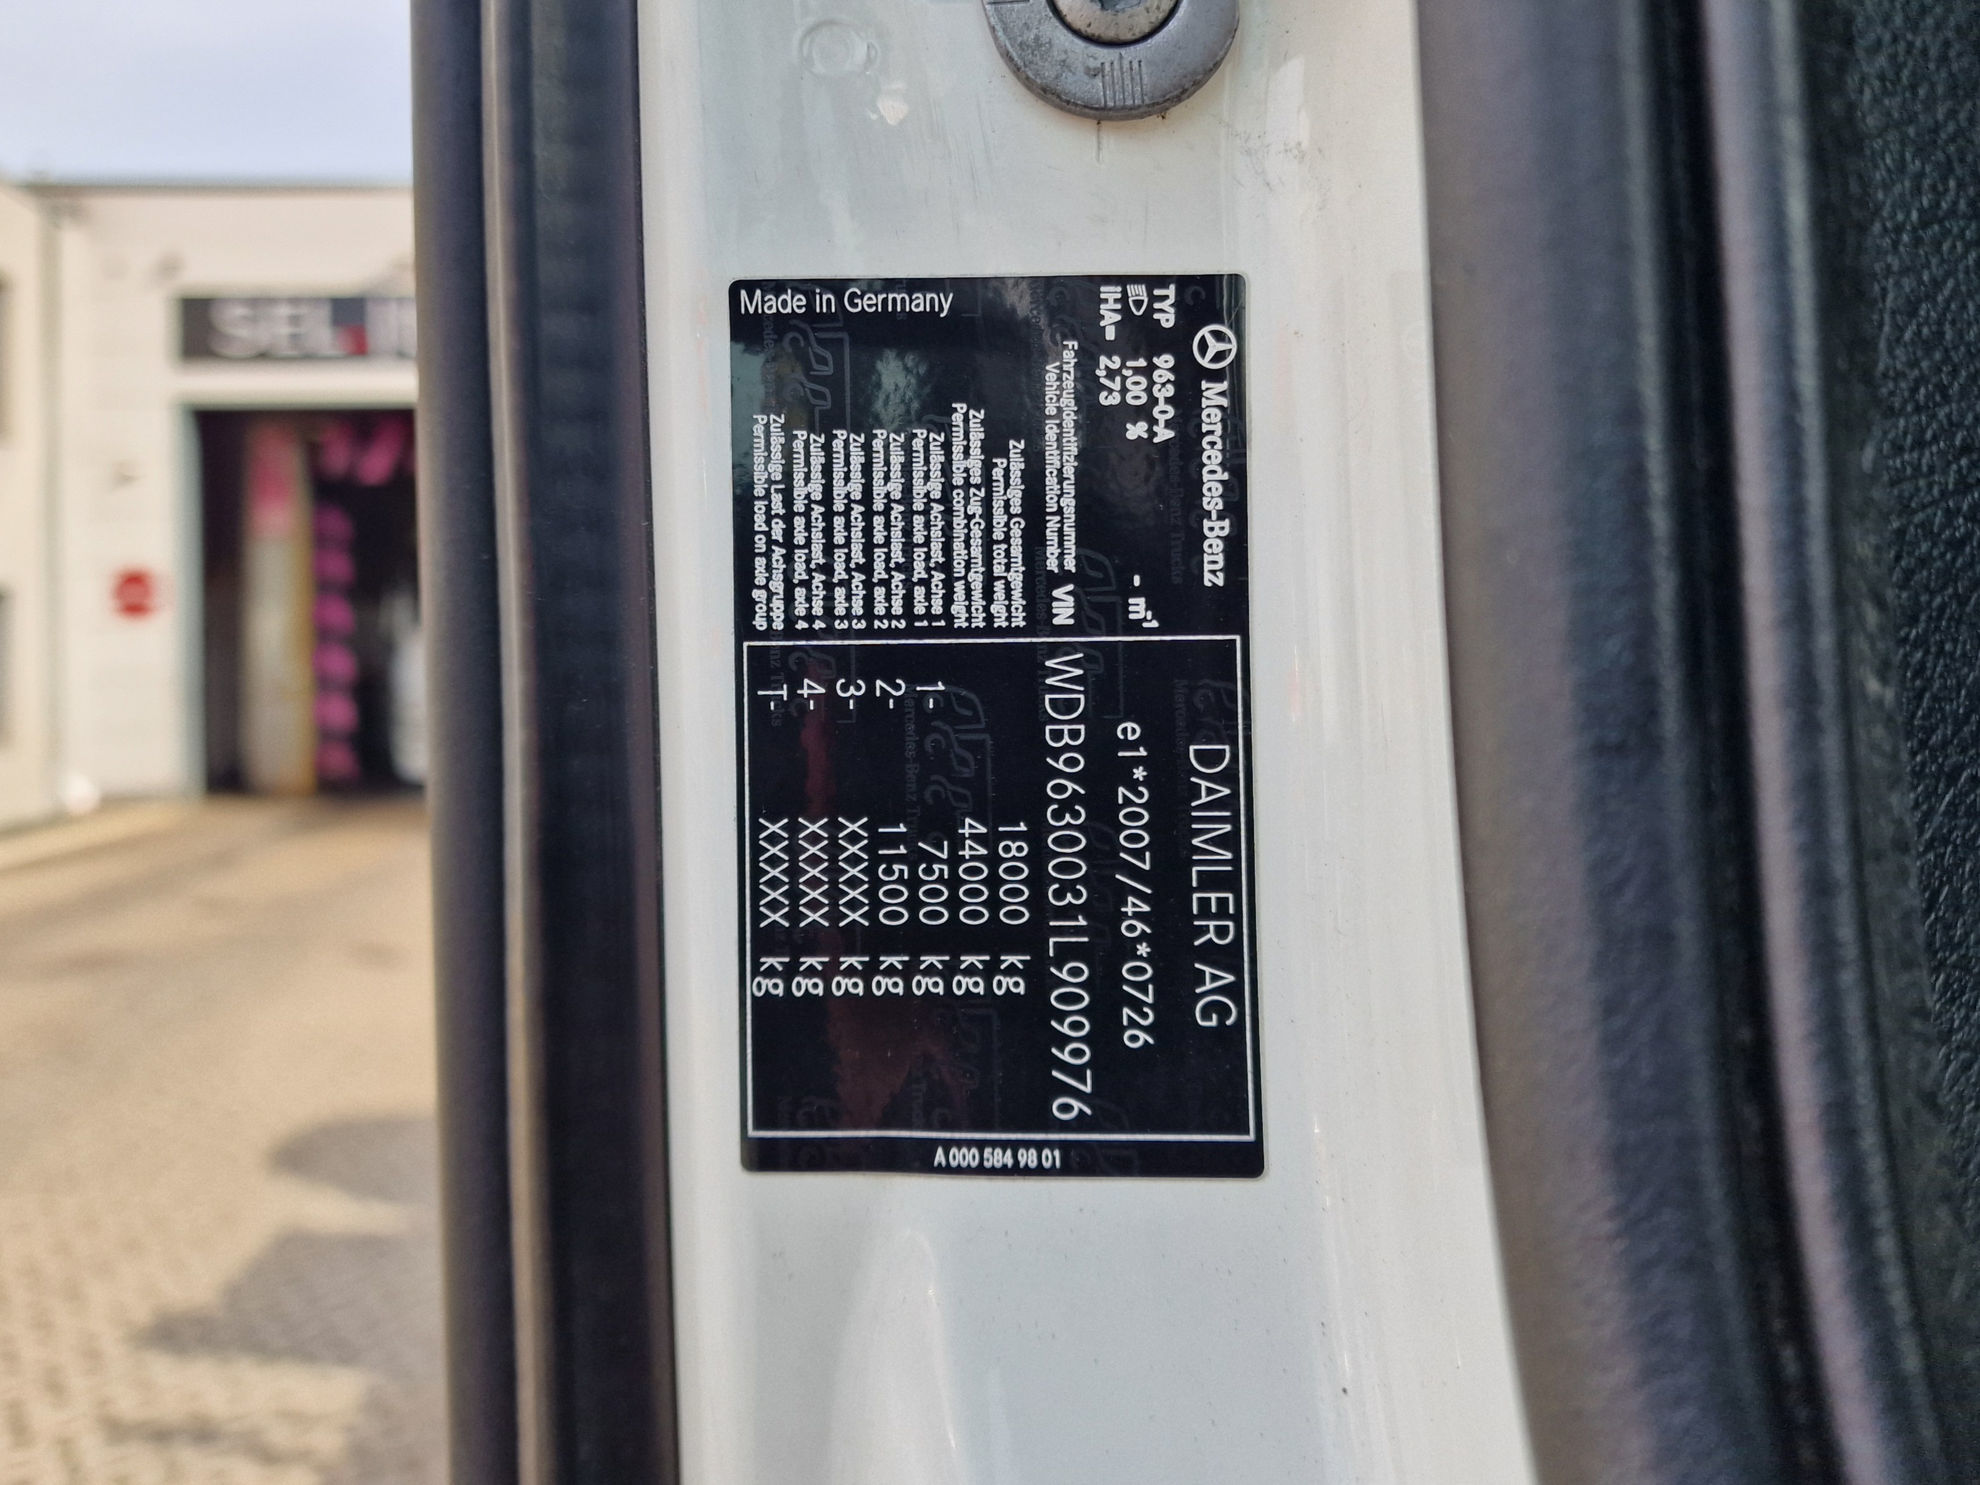 Mercedes-Benz
DAIMLER AG
TYP 963-0-A
1,00 % - m⁻¹
e1*2007/46*0726
IHA= 2,73
Fahrzeugidentifizierungsnummer
Vehicle Identification Number
VIN
WDB9630031L9099976
Zulässiges Gesamtgewicht
Permissible total weight
18000 kg
Zulässiges Zug-Gesamtgewicht
Permissible combination weight
44000 kg
Zulässige Achslast, Achse 1
Permissible axle load, axle 1
1- 7500 kg
Zulässige Achslast, Achse 2
Permissible axle load, axle 2
2- 11500 kg
Zulässige Achslast, Achse 3
Permissible axle load, axle 3
3- XXXXX kg
Zulässige Achslast, Achse 4
Permissible axle load, axle 4
4- XXXXX kg
Zulässige Last der Achsgruppe
Permissible load on axle group
T- XXXXX kg
Made in Germany
A 000 584 98 01